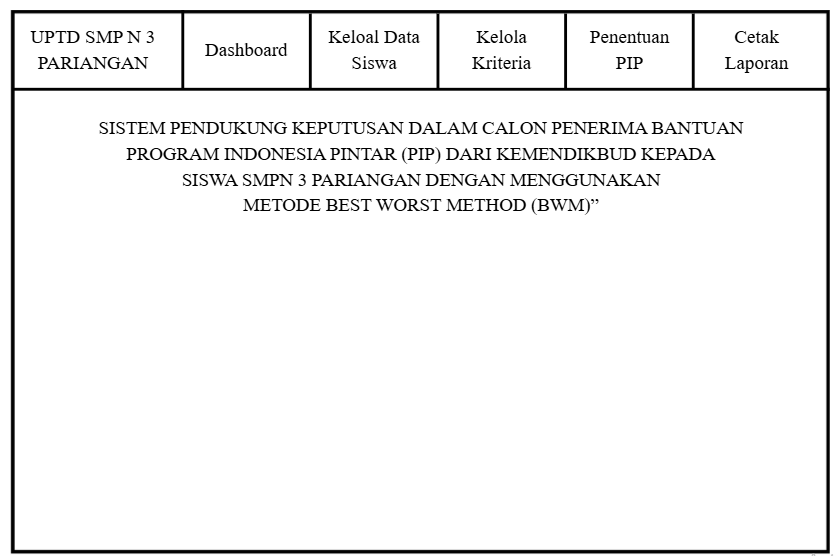 UPTD SMP N 3
PARIANGAN
Dashboard
Keloal Data
Siswa
Kelola
Kriteria
Penentuan
PIP
Cetak
Laporan
SISTEM PENDUKUNG KEPUTUSAN DALAM CALON PENERIMA BANTUAN
PROGRAM INDONESIA PINTAR (PIP) DARI KEMENDIKBUD KEPADA
SISWA SMPN 3 PARIANGAN DENGAN MENGGUNAKAN
METODE BEST WORST METHOD (BWM)”